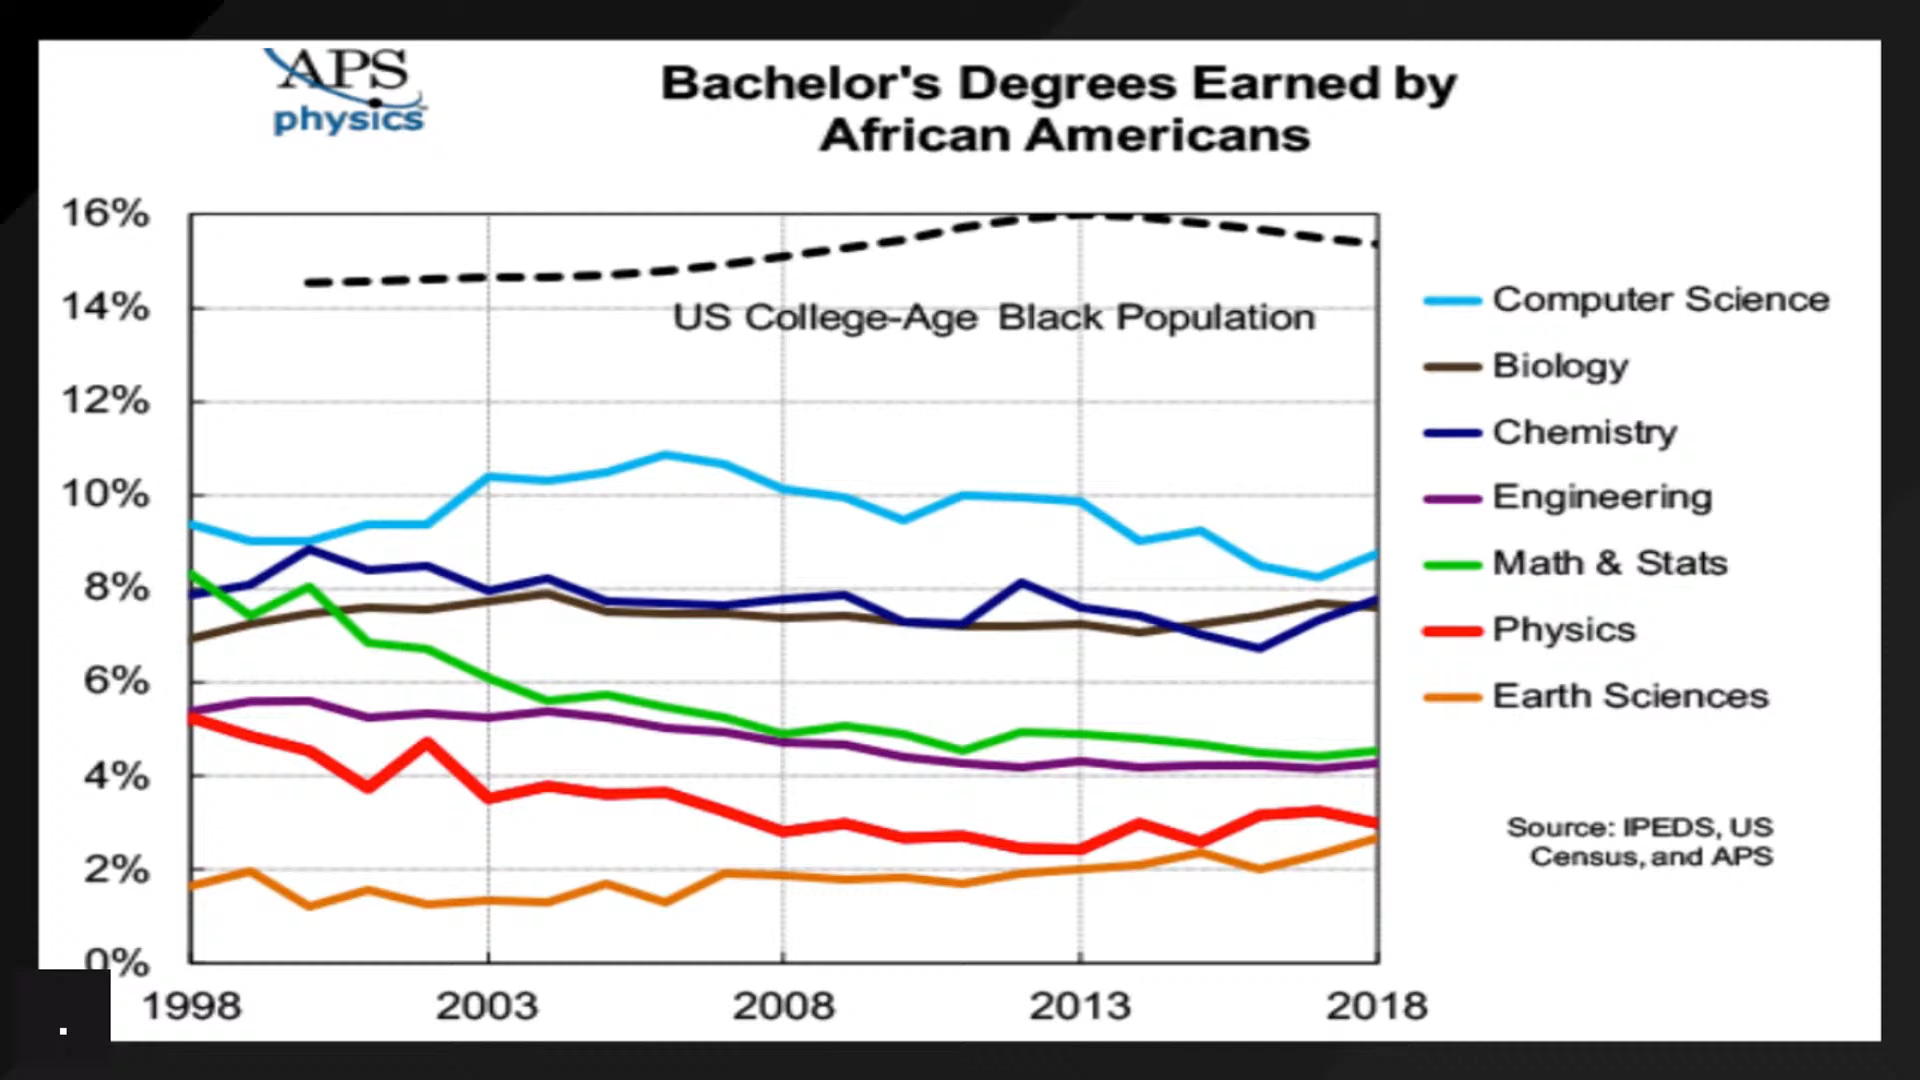 APS
physics
Bachelor's Degrees Earned by
African Americans
16%
14%
12%
10%
8%
6%
4%
2%
0%
US College-Age Black Population
1998
2003
2008
2013
2018
Computer Science
Biology
Chemistry
Engineering
Math & Stats
Physics
Earth Sciences
Source: IPEDS, US
Census, and APS